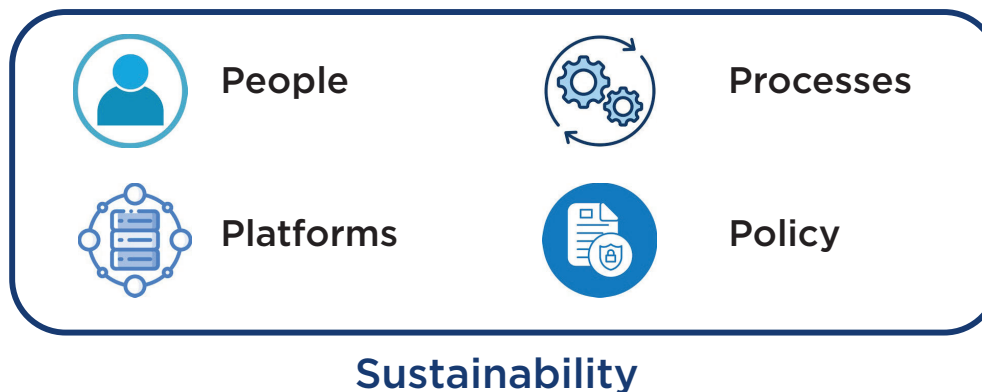 People
Processes
Platforms
Policy
Sustainability